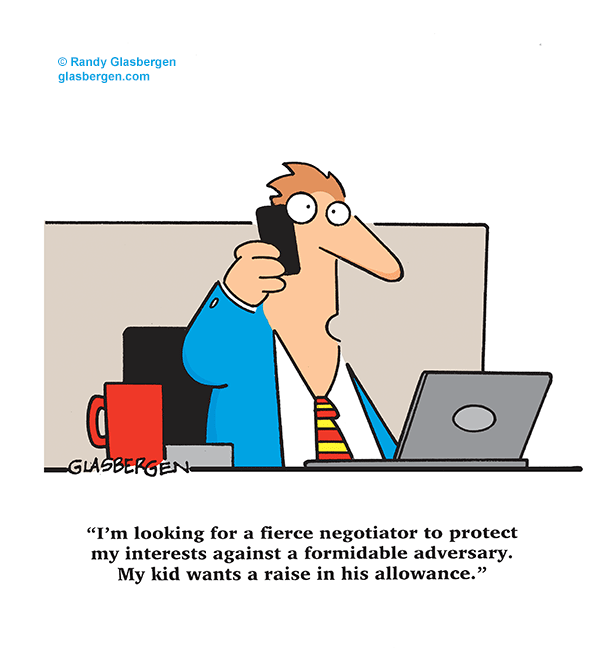 © Randy Glasbergen
glasbergen.com
GLASBERGEN
“I’m looking for a fierce negotiator to protect
my interests against a formidable adversary.
My kid wants a raise in his allowance.”